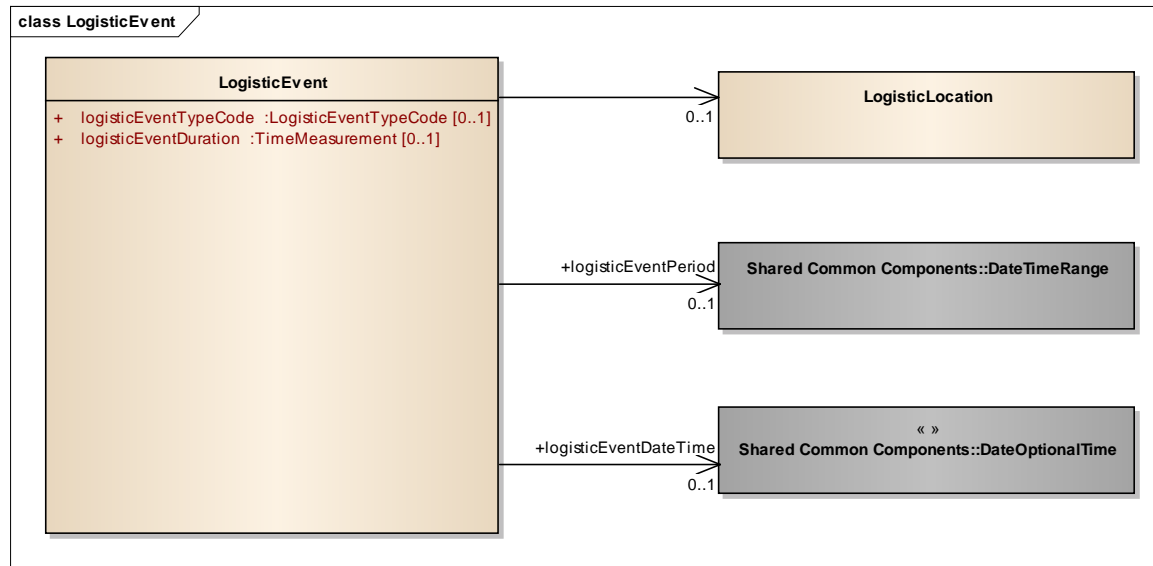 class LogisticEvent
LogisticEvent
+ logisticEventTypeCode :LogisticEventTypeCode [0..1]
+ logisticEventDuration :TimeMeasurement [0..1]
LogisticLocation
0..1
+logisticEventPeriod
Shared Common Components::DateTimeRange
0..1
« »
+logisticEventDateTime
Shared Common Components::DateOptionalTime
0..1